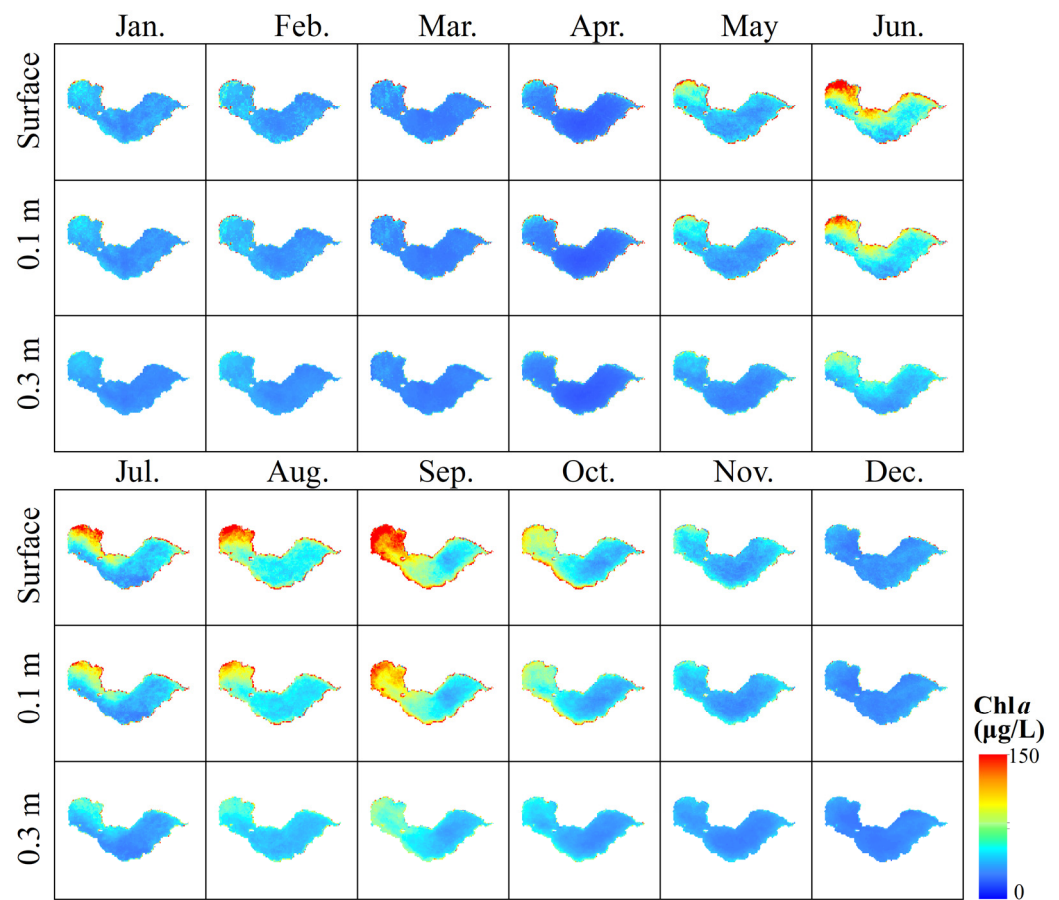 Jan. Feb. Mar. Apr. May Jun.
Surface
0.1 m
0.3 m
Jul. Aug. Sep. Oct. Nov. Dec.
Surface
0.1 m
0.3 m
Chl a
(μg/L)
150
0